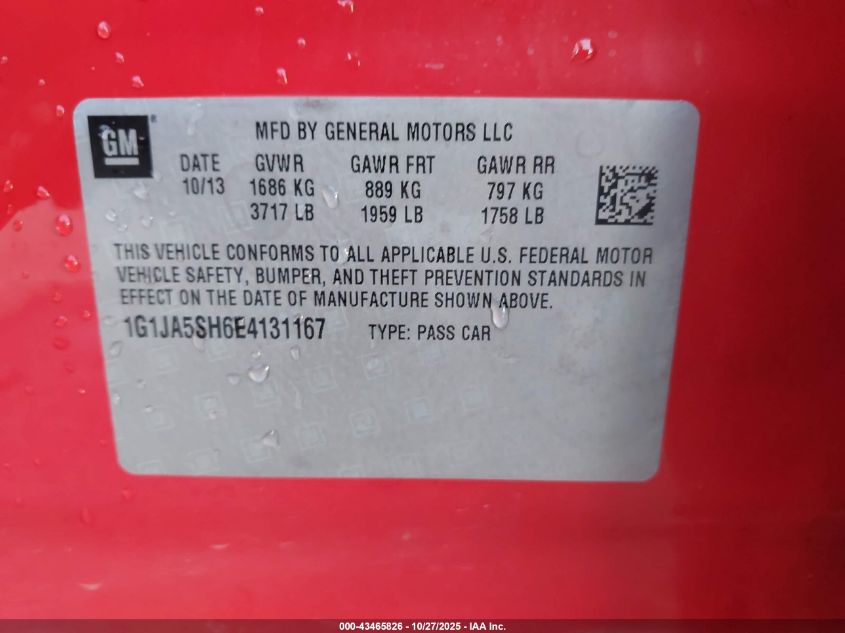 GM®
MFD BY GENERAL MOTORS LLC
DATE GVWR GAWR FRT GAWR RR
10/13 1686 KG 889 KG 797 KG
3717 LB 1959 LB 1758 LB
THIS VEHICLE CONFORMS TO ALL APPLICABLE U.S. FEDERAL MOTOR
VEHICLE SAFETY, BUMPER, AND THEFT PREVENTION STANDARDS IN
EFFECT ON THE DATE OF MANUFACTURE SHOWN ABOVE.
1G1JA5SH6E4131167 TYPE: PASS CAR
000-43465826 - 10/27/2025 - IAA Inc.